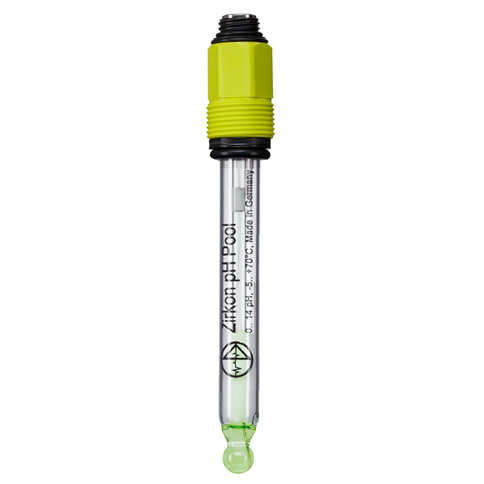 Zirkon pH Pool
0.. 14 pH, -5.. +70°C, Made in Germany